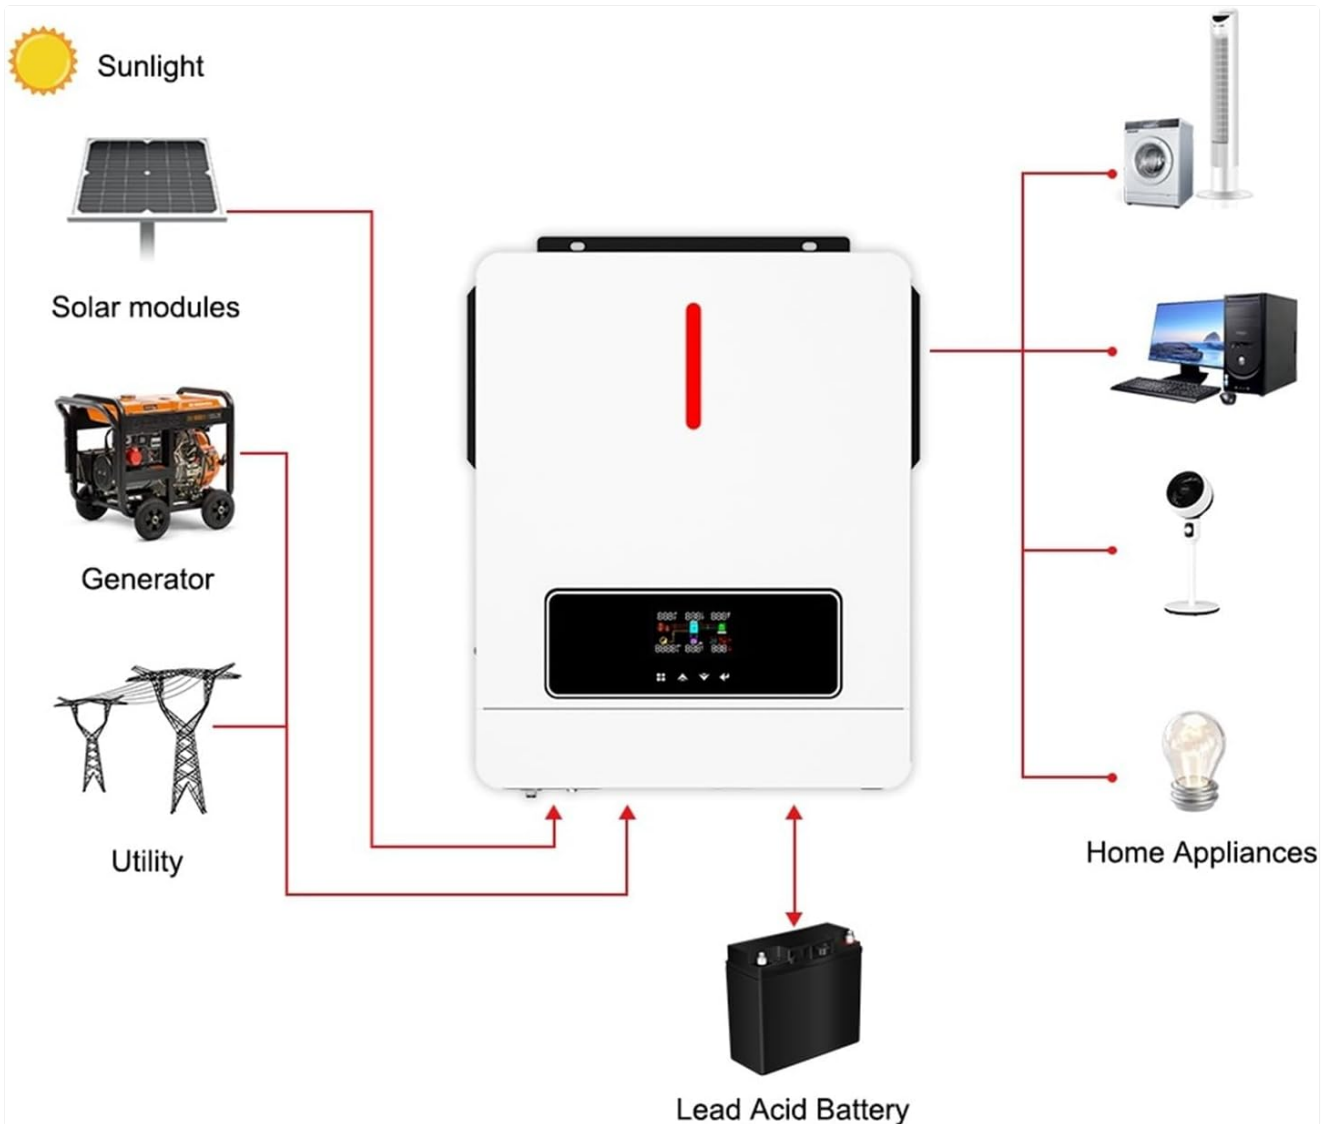 Sunlight
Solar modules
Generator
Utility
Home Appliances
Lead Acid Battery